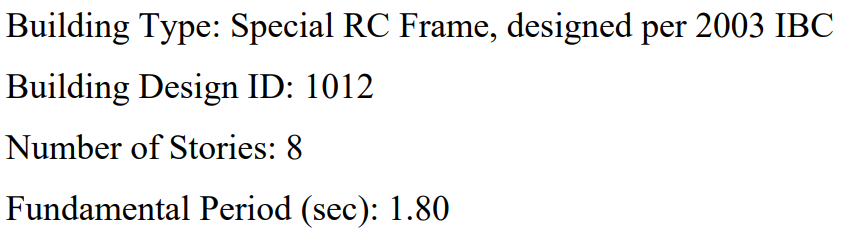 Building Type: Special RC Frame, designed per 2003 IBC
Building Design ID: 1012
Number of Stories: 8
Fundamental Period (sec): 1.80